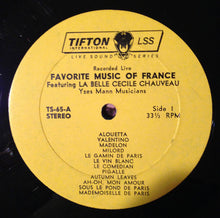 TIFTON
INTERNATIONAL
LSS
LIVE SOUND SERIES
Recorded Live
FAVORITE MUSIC OF FRANCE
Featuring LA BELLE CECILE CHAUVEAU
Yses Mann Musicians
TS-65-A
STEREO
Side 1
33⅓ RPM
ALOUETTA
VALENTINO
MADELON
MILORD
LE GAMIN DE PARIS
LE VIN BLANC
LE COMEDIAN
PIGALLE
AUTUMN LEAVES
AH-OH, MON AMOUR
SOUS LE FOND DE PARIS
MADEMOISELLE DE PARIS